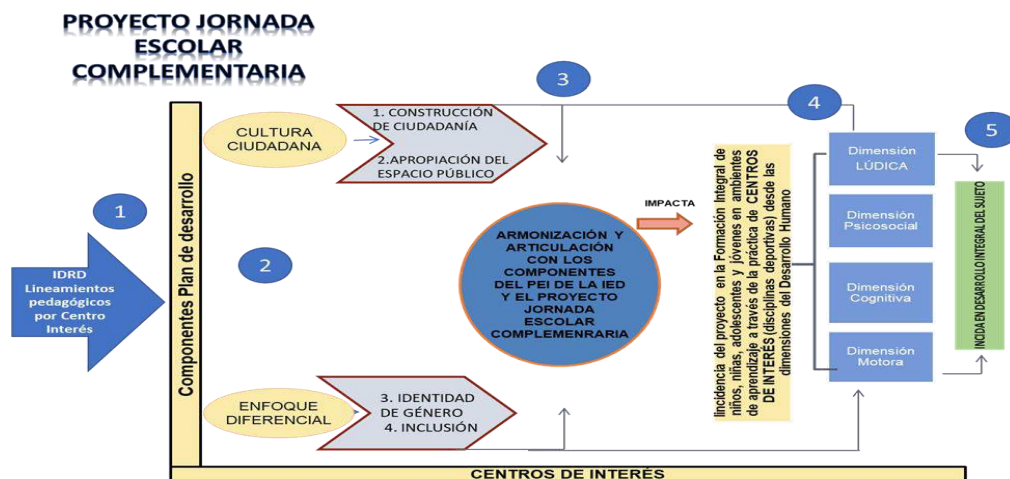 PROYECTO JORNADA
ESCOLAR
COMPLEMENTARIA
1
IDRD
Lineamientos
pedagógicos
por Centro
Interés
Componentes Plan de desarrollo
2
CULTURA
CIUDADANA
1. CONSTRUCCIÓN
DE CIUDADANÍA
2.APROPIACIÓN DEL
ESPACIO PÚBLICO
ENFOQUE
DIFERENCIAL
3. IDENTIDAD
DE GÉNERO
4. INCLUSIÓN
3
ARMONIZACIÓN Y
ARTICULACIÓN
CON LOS
COMPONENTES
DEL PEI DE LA IED
Y EL PROYECTO
JORNADA
ESCOLAR
COMPLEMENRARIA
IMPACTA
Iincidencia del proyecto en la Formación Integral de
niños, niñas, adolescentes y jóvenes en ambientes
de aprendizaje a través de la práctica de CENTROS
DE INTERÉS (disciplinas deportivas) desde las
dimensiones del Desarrollo Humano
4
Dimensión
LÚDICA
Dimensión
Psicosocial
Dimensión
Cognitiva
Dimensión
Motora
5
INCIDA EN DESARROLLO INTEGRAL DEL SUJETO
CENTROS DE INTERÉS